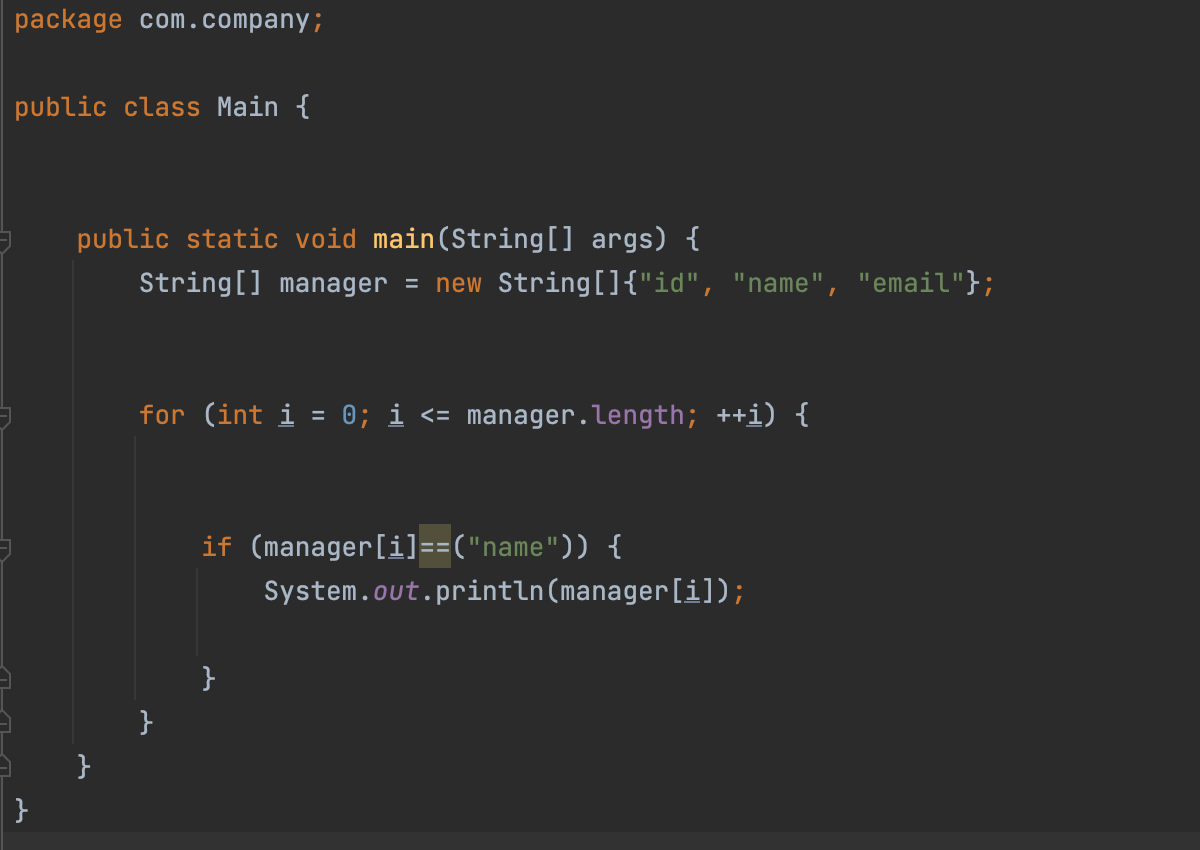 package com.company;
public class Main {
public static void main(String[] args) {
String[] manager = new String[]{"id", "name", "email"};
for (int i = 0; i <= manager.length; ++i) {
if (manager[i]==("name")) {
System.out.println(manager[i]);
}
}
}
}